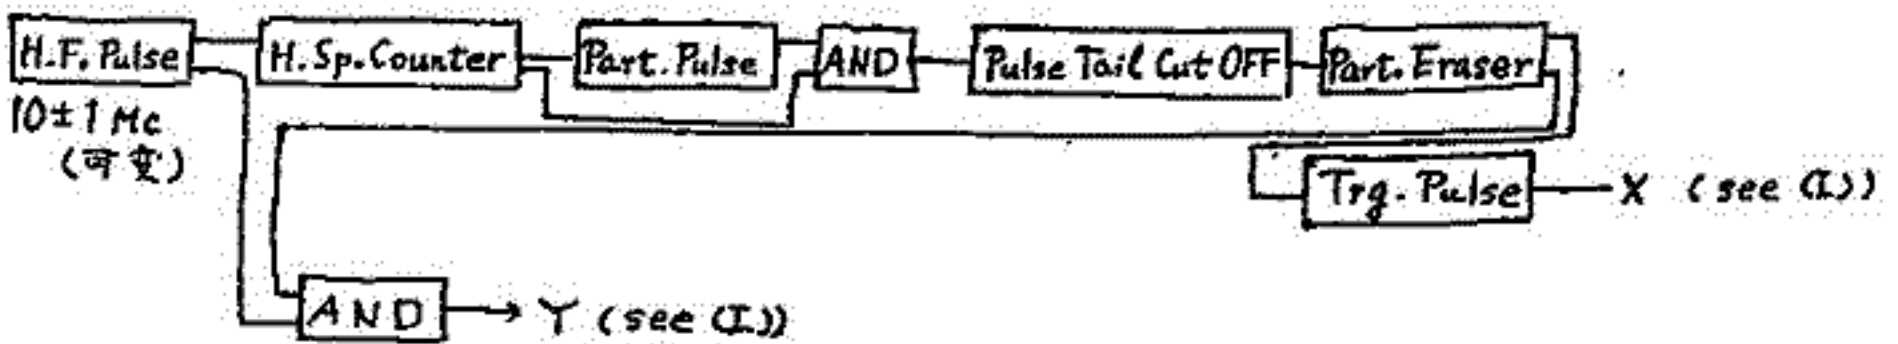 H.F. Pulse H. Sp. Counter Part. Pulse AND Pulse Tail Cut OFF Part. Eraser
10±1 Mc
(可変)
Trg. Pulse X (see (I))
AND Y (see (I))